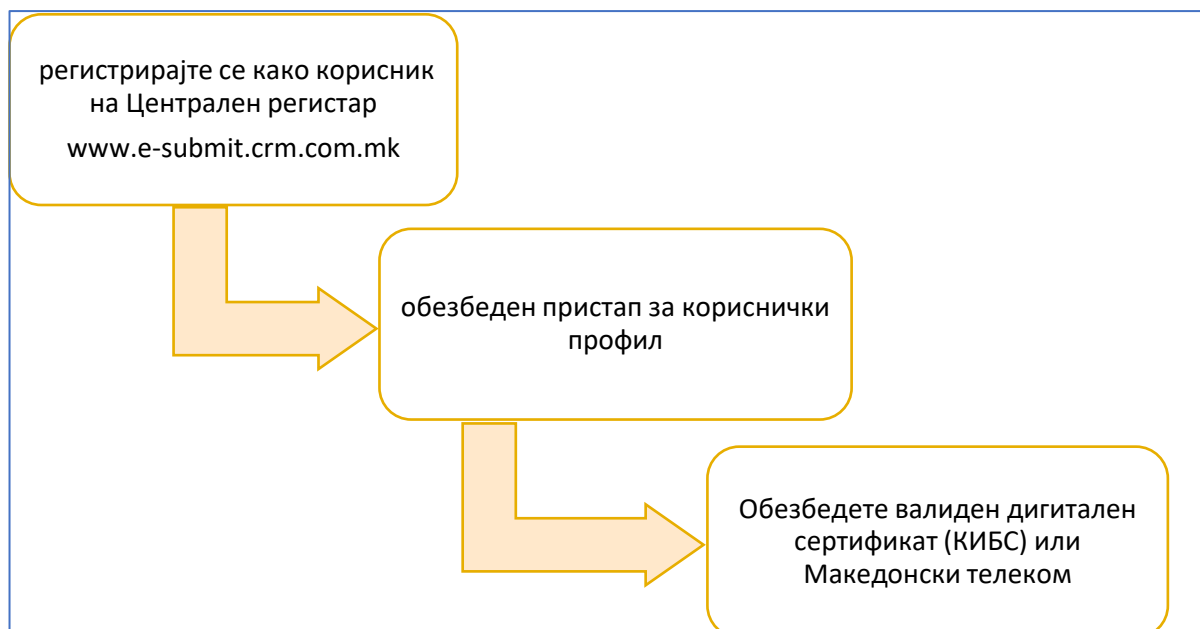 регистрирајте се како корисник
на Централен регистар
www.e-submit.crm.com.mk
обезбеден пристап за кориснички
профил
Обезбедете валиден дигитален
сертификат (КИБС) или
Македонски телеком